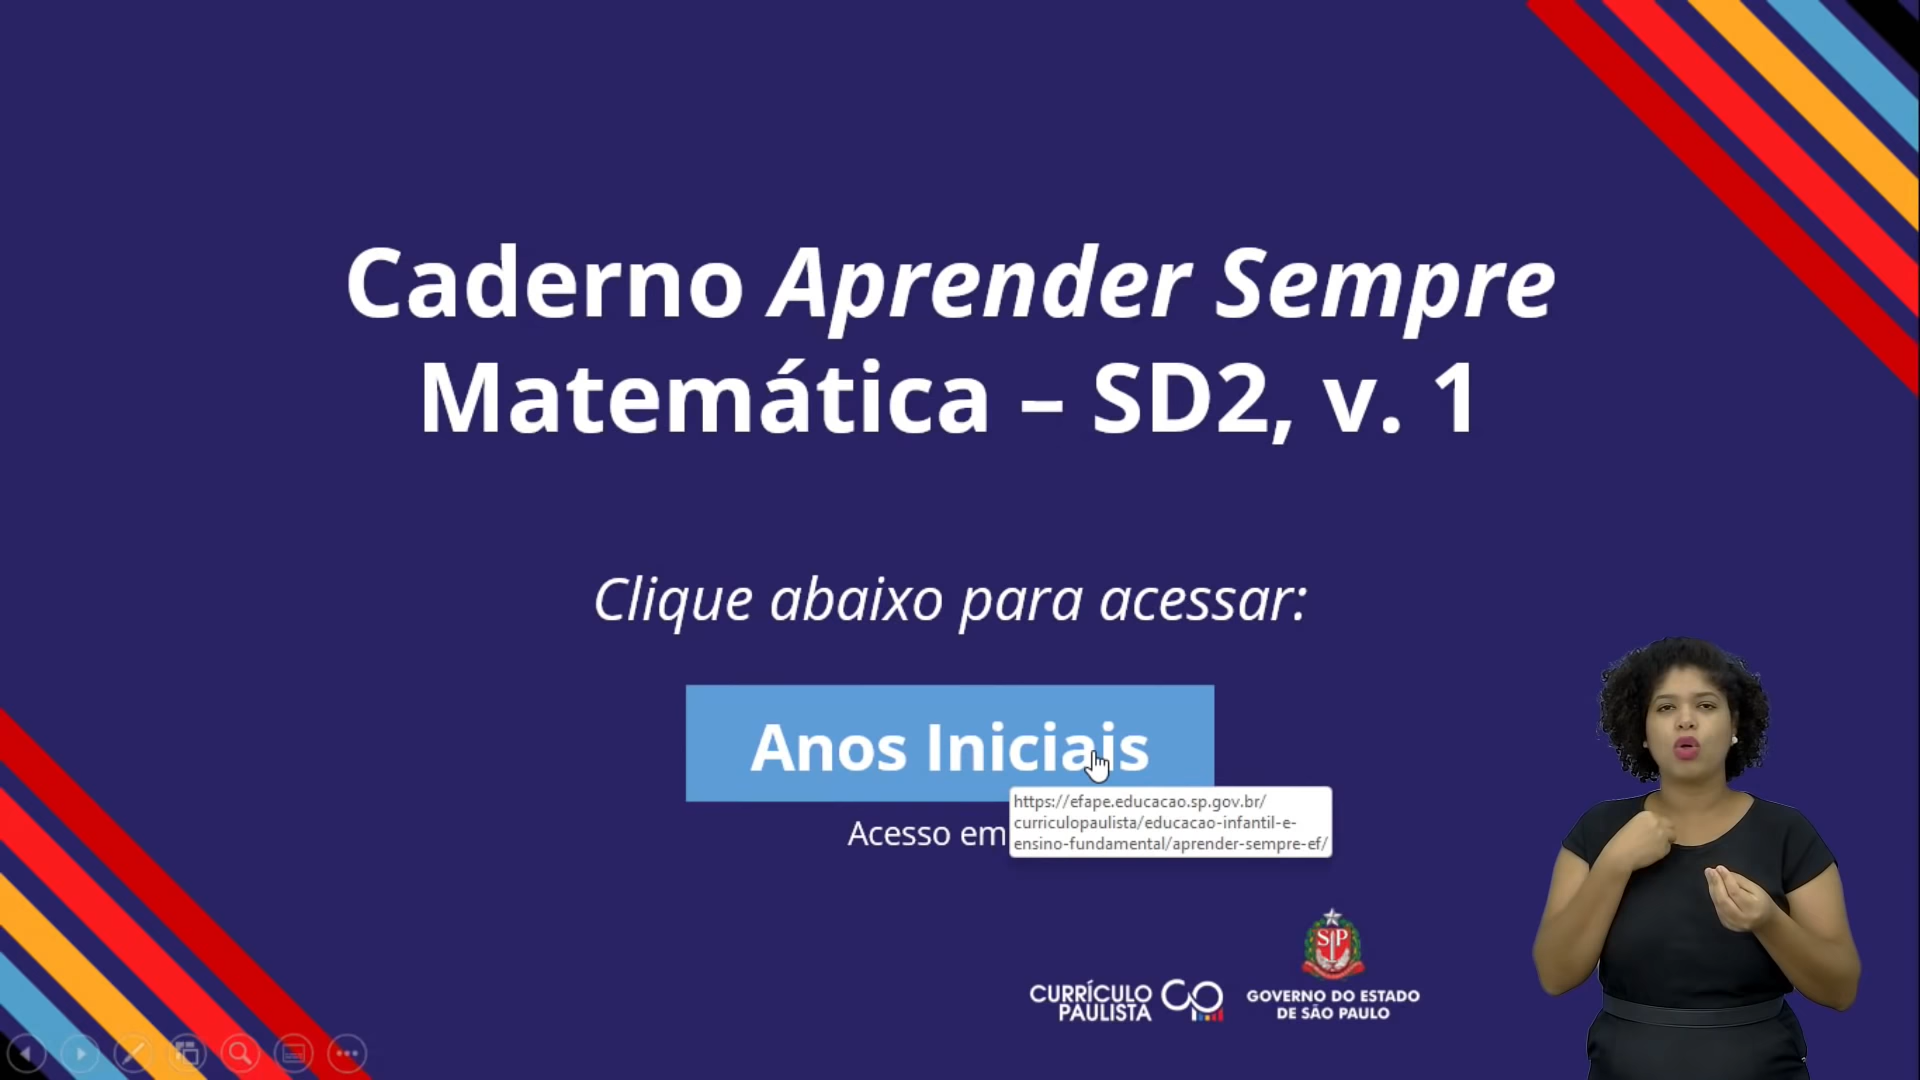 Caderno Aprender Sempre
Matemática – SD2, v. 1
Clique abaixo para acessar:
Anos Iniciais
Acesso em
https://efape.educacao.sp.gov.br/
curriculopaulista/educacao-infantil-e-
ensino-fundamental/aprender-sempre-ef/
SP
CURRÍCULO
PAULISTA
GOVERNO DO ESTADO
DE SÃO PAULO